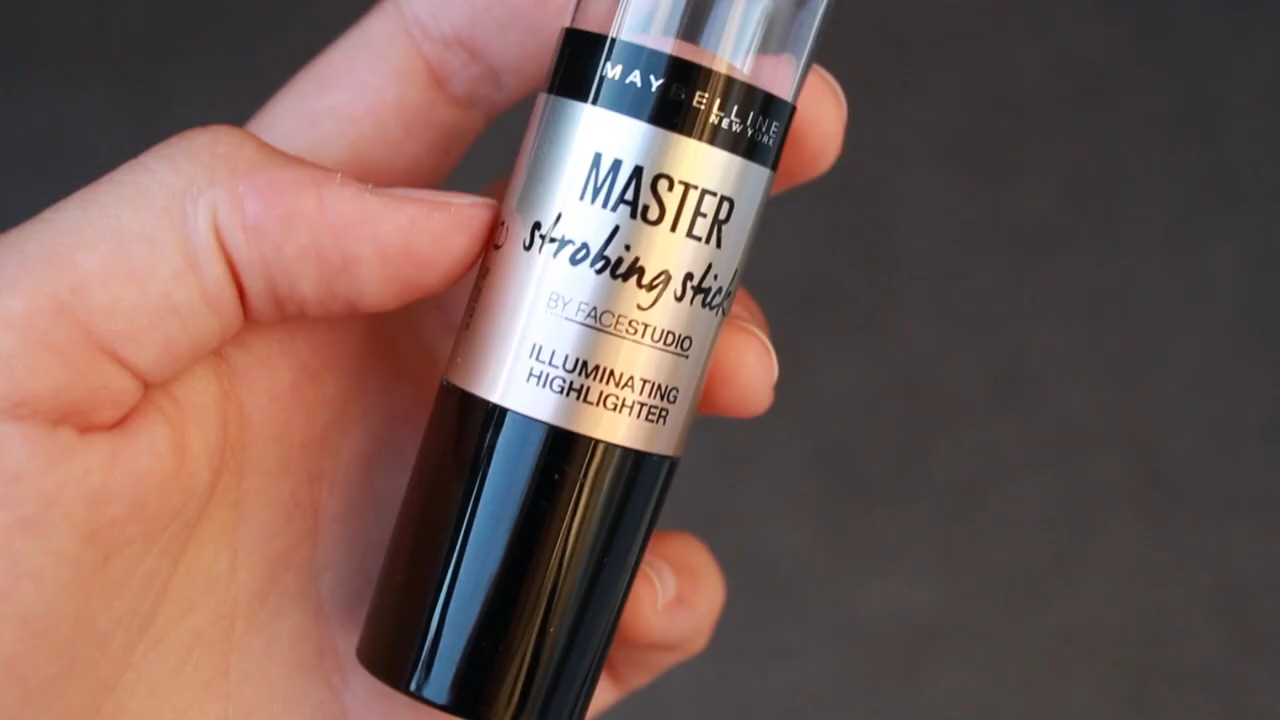 MAYBELLINE
NEW YORK
MASTER
strobing stick
BY FACESTUDIO
ILLUMINATING
HIGHLIGHTER